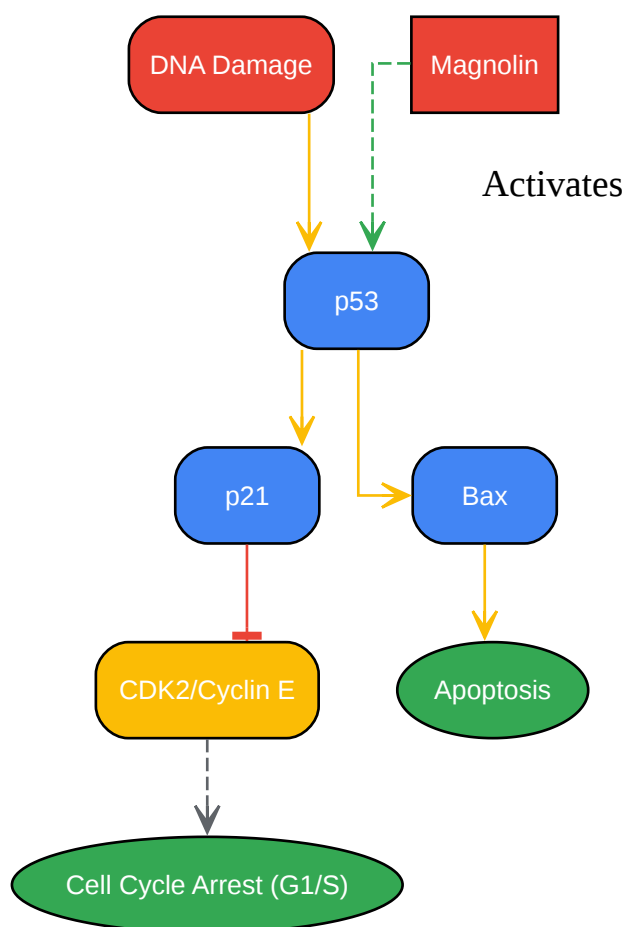 DNA Damage
Magnolin
Activates
p53
p21
Bax
CDK2/Cyclin E
Apoptosis
Cell Cycle Arrest (G1/S)